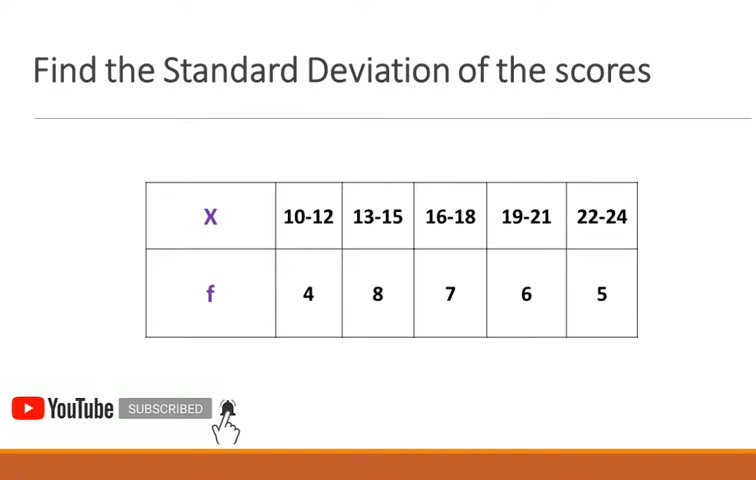 Find the Standard Deviation of the scores
X 10-12 13-15 16-18 19-21 22-24
f 4 8 7 6 5
YouTube SUBSCRIBED